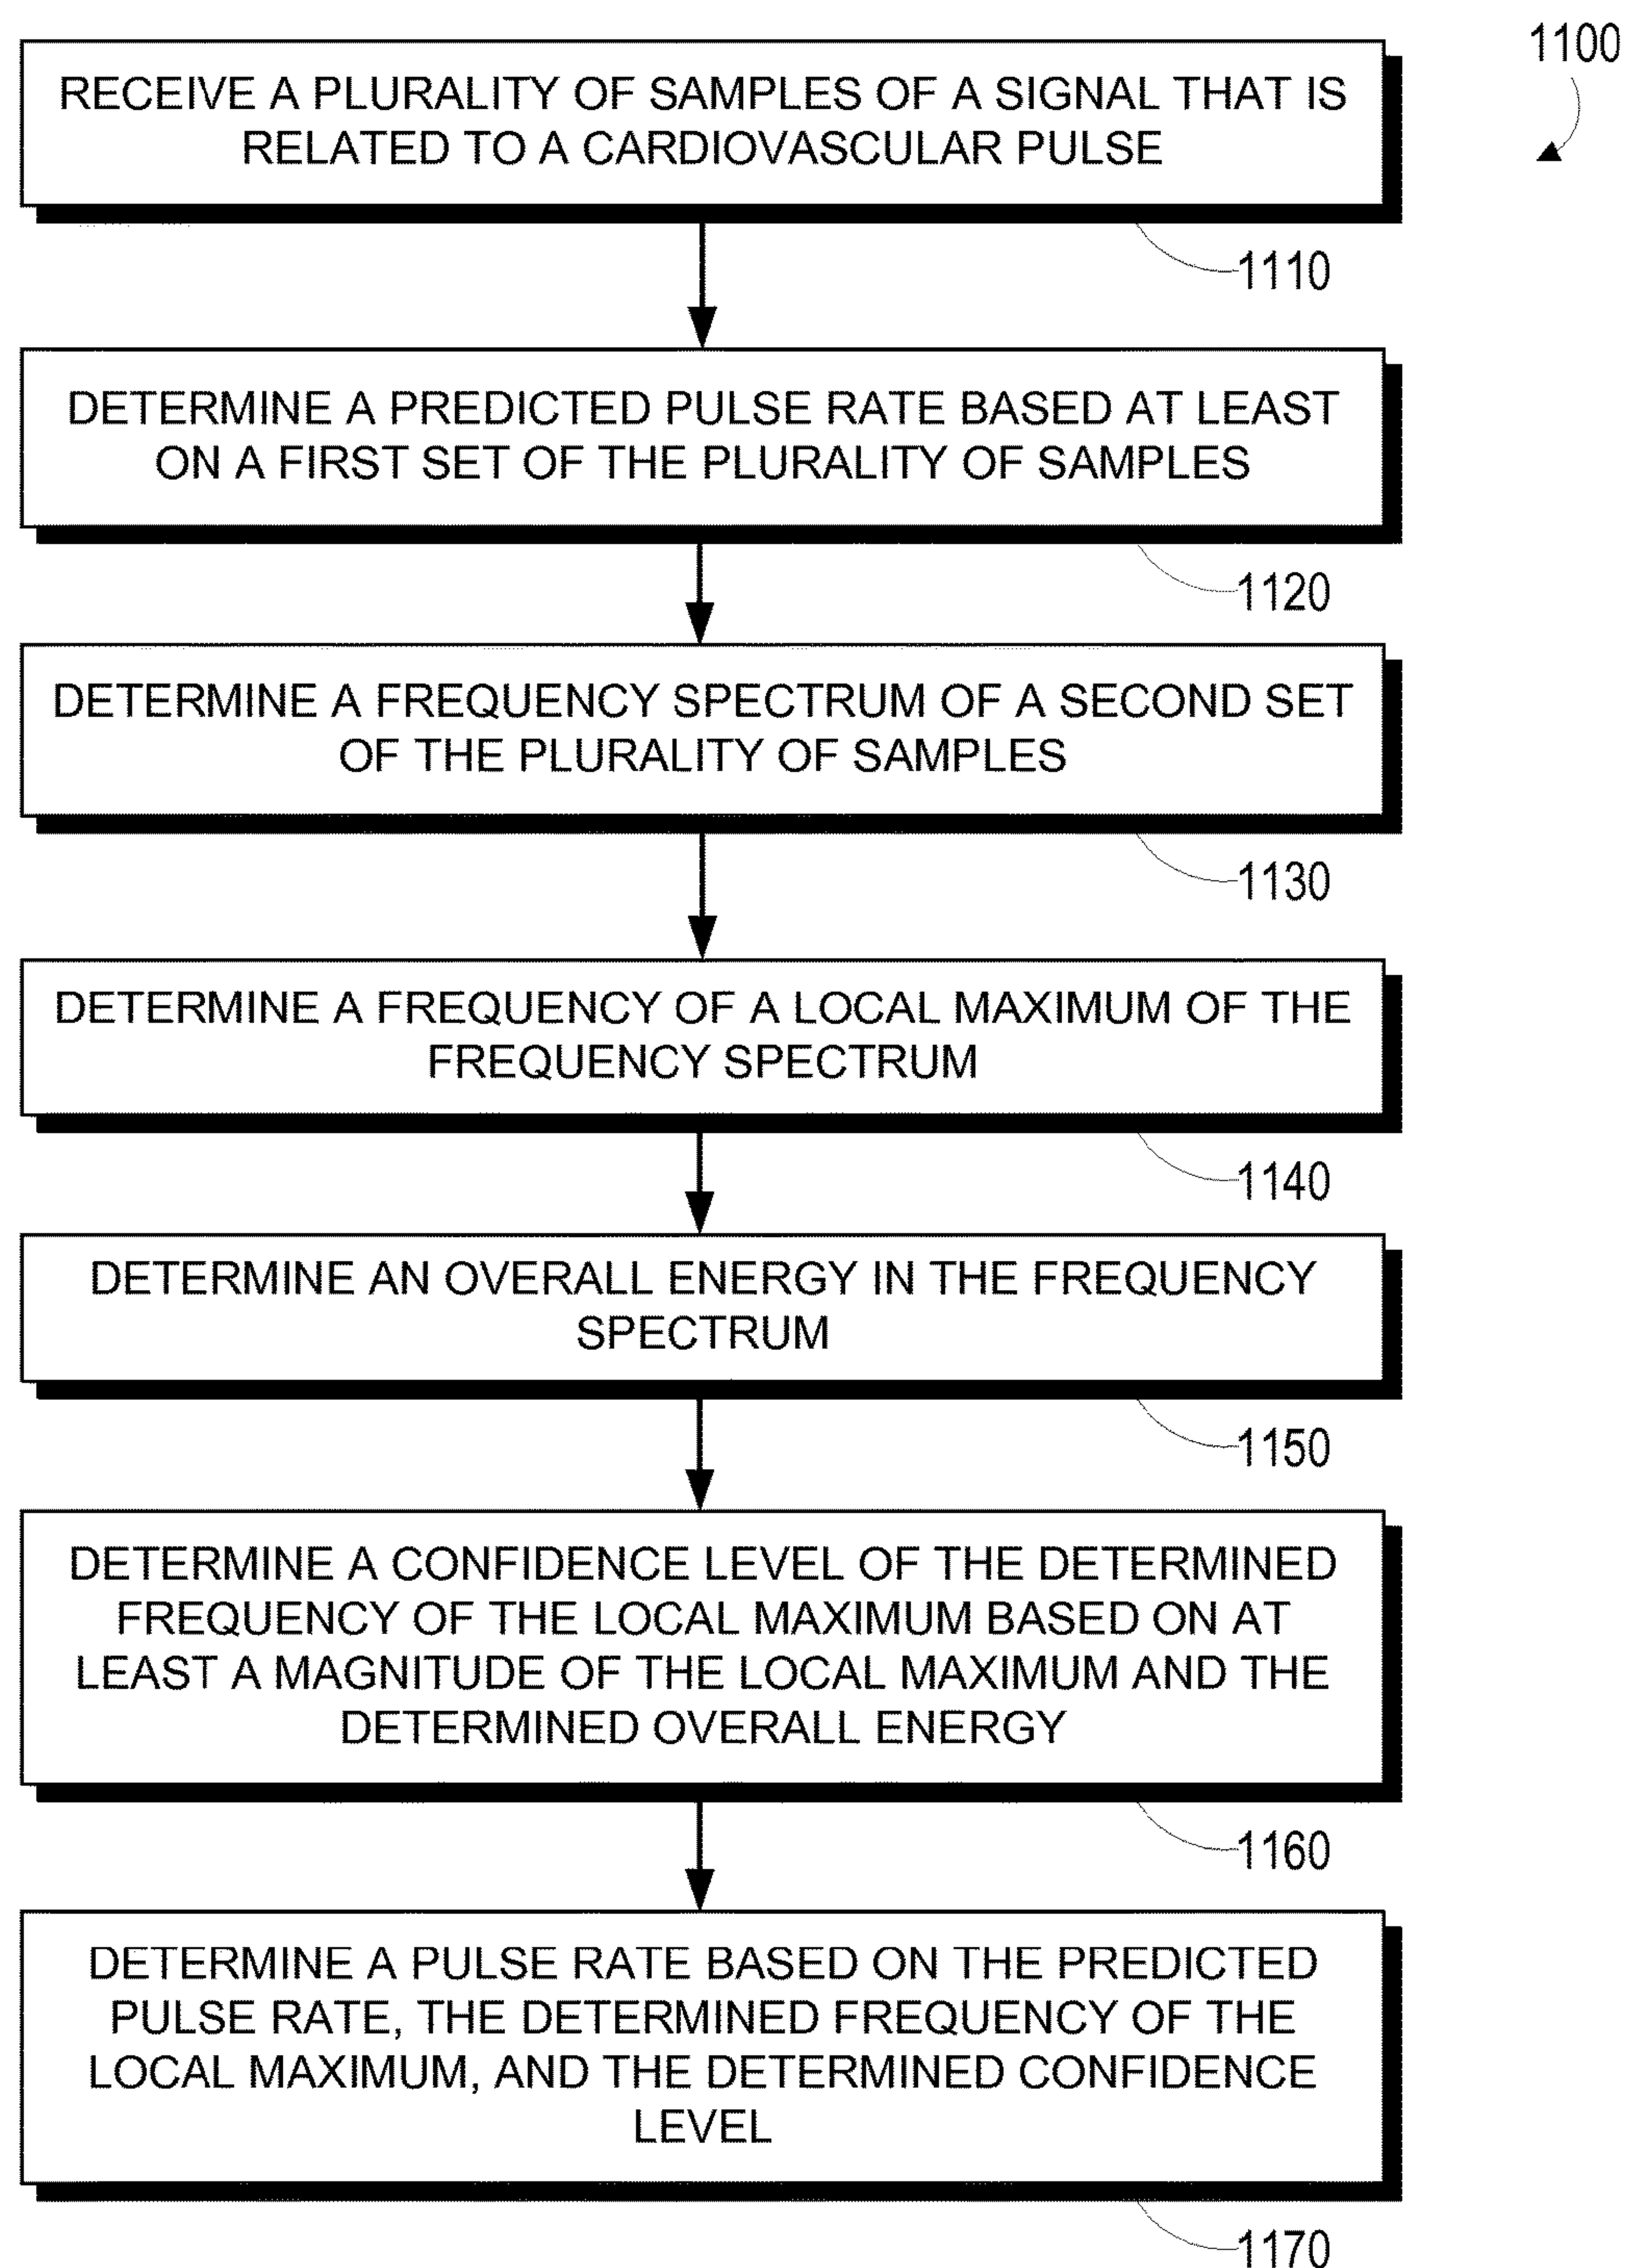 1100
RECEIVE A PLURALITY OF SAMPLES OF A SIGNAL THAT IS
RELATED TO A CARDIOVASCULAR PULSE
1110
DETERMINE A PREDICTED PULSE RATE BASED AT LEAST
ON A FIRST SET OF THE PLURALITY OF SAMPLES
1120
DETERMINE A FREQUENCY SPECTRUM OF A SECOND SET
OF THE PLURALITY OF SAMPLES
1130
DETERMINE A FREQUENCY OF A LOCAL MAXIMUM OF THE
FREQUENCY SPECTRUM
1140
DETERMINE AN OVERALL ENERGY IN THE FREQUENCY
SPECTRUM
1150
DETERMINE A CONFIDENCE LEVEL OF THE DETERMINED
FREQUENCY OF THE LOCAL MAXIMUM BASED ON AT
LEAST A MAGNITUDE OF THE LOCAL MAXIMUM AND THE
DETERMINED OVERALL ENERGY
1160
DETERMINE A PULSE RATE BASED ON THE PREDICTED
PULSE RATE, THE DETERMINED FREQUENCY OF THE
LOCAL MAXIMUM, AND THE DETERMINED CONFIDENCE
LEVEL
1170